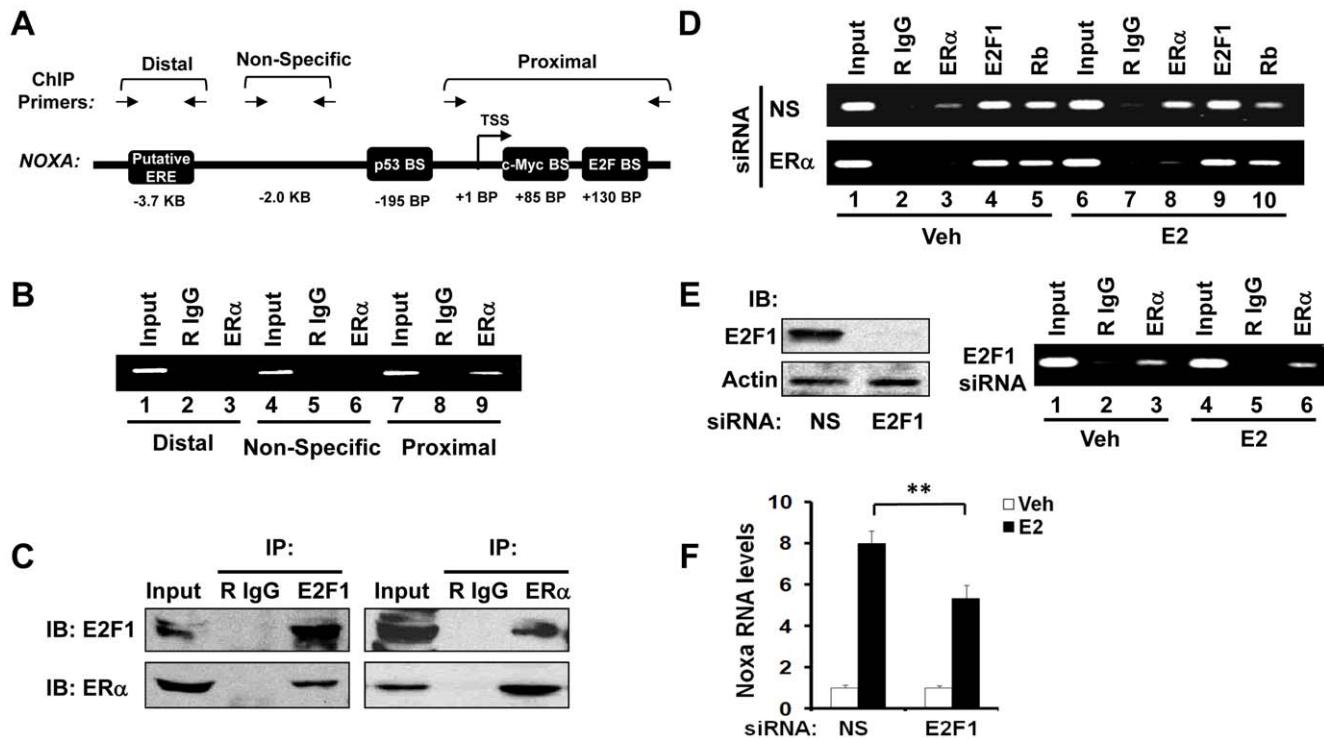 A
Distal
Non-Specific
Proximal
ChIP
Primers:
TSS
NOXA:
Putative
ERE
p53 BS
c-Myc BS
E2F BS
-3.7 KB
-2.0 KB
-195 BP
+1 BP
+85 BP
+130 BP
B
Input
R IgG
ERα
Input
R IgG
ERα
Input
R IgG
ERα
1 2 3 4 5 6 7 8 9
Distal
Non-Specific
Proximal
C
IP:
IP:
Input R IgG E2F1
Input R IgG ERα
IB: E2F1
IB: ERα
D
Input
R IgG
ERα
E2F1
Rb
Input
R IgG
ERα
E2F1
Rb
siRNA
NS
ERα
1 2 3 4 5 6 7 8 9 10
Veh
E2
E
IB:
E2F1
Actin
siRNA: NS E2F1
Input
R IgG
ERα
Input
R IgG
ERα
E2F1
siRNA
1 2 3 4 5 6
Veh
E2
F
Noxa RNA levels
10
8
6
4
2
0
**
Veh
E2
siRNA: NS E2F1